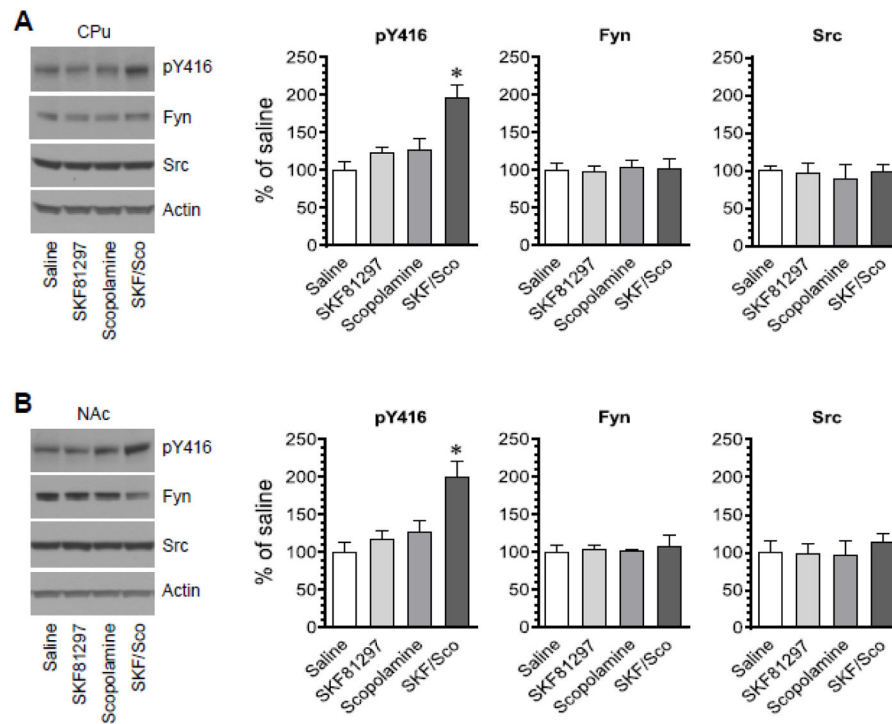 A
CPu
pY416
Fyn
Src
Actin
Saline
SKF81297
Scopolamine
SKF/Sco
pY416
% of saline
250
200
150
100
50
0
*
Saline
SKF81297
Scopolamine
SKF/Sco
Fyn
250
200
150
100
50
0
Saline
SKF81297
Scopolamine
SKF/Sco
Src
250
200
150
100
50
0
Saline
SKF81297
Scopolamine
SKF/Sco
B
NAc
pY416
Fyn
Src
Actin
Saline
SKF81297
Scopolamine
SKF/Sco
pY416
% of saline
250
200
150
100
50
0
*
Saline
SKF81297
Scopolamine
SKF/Sco
Fyn
250
200
150
100
50
0
Saline
SKF81297
Scopolamine
SKF/Sco
Src
250
200
150
100
50
0
Saline
SKF81297
Scopolamine
SKF/Sco